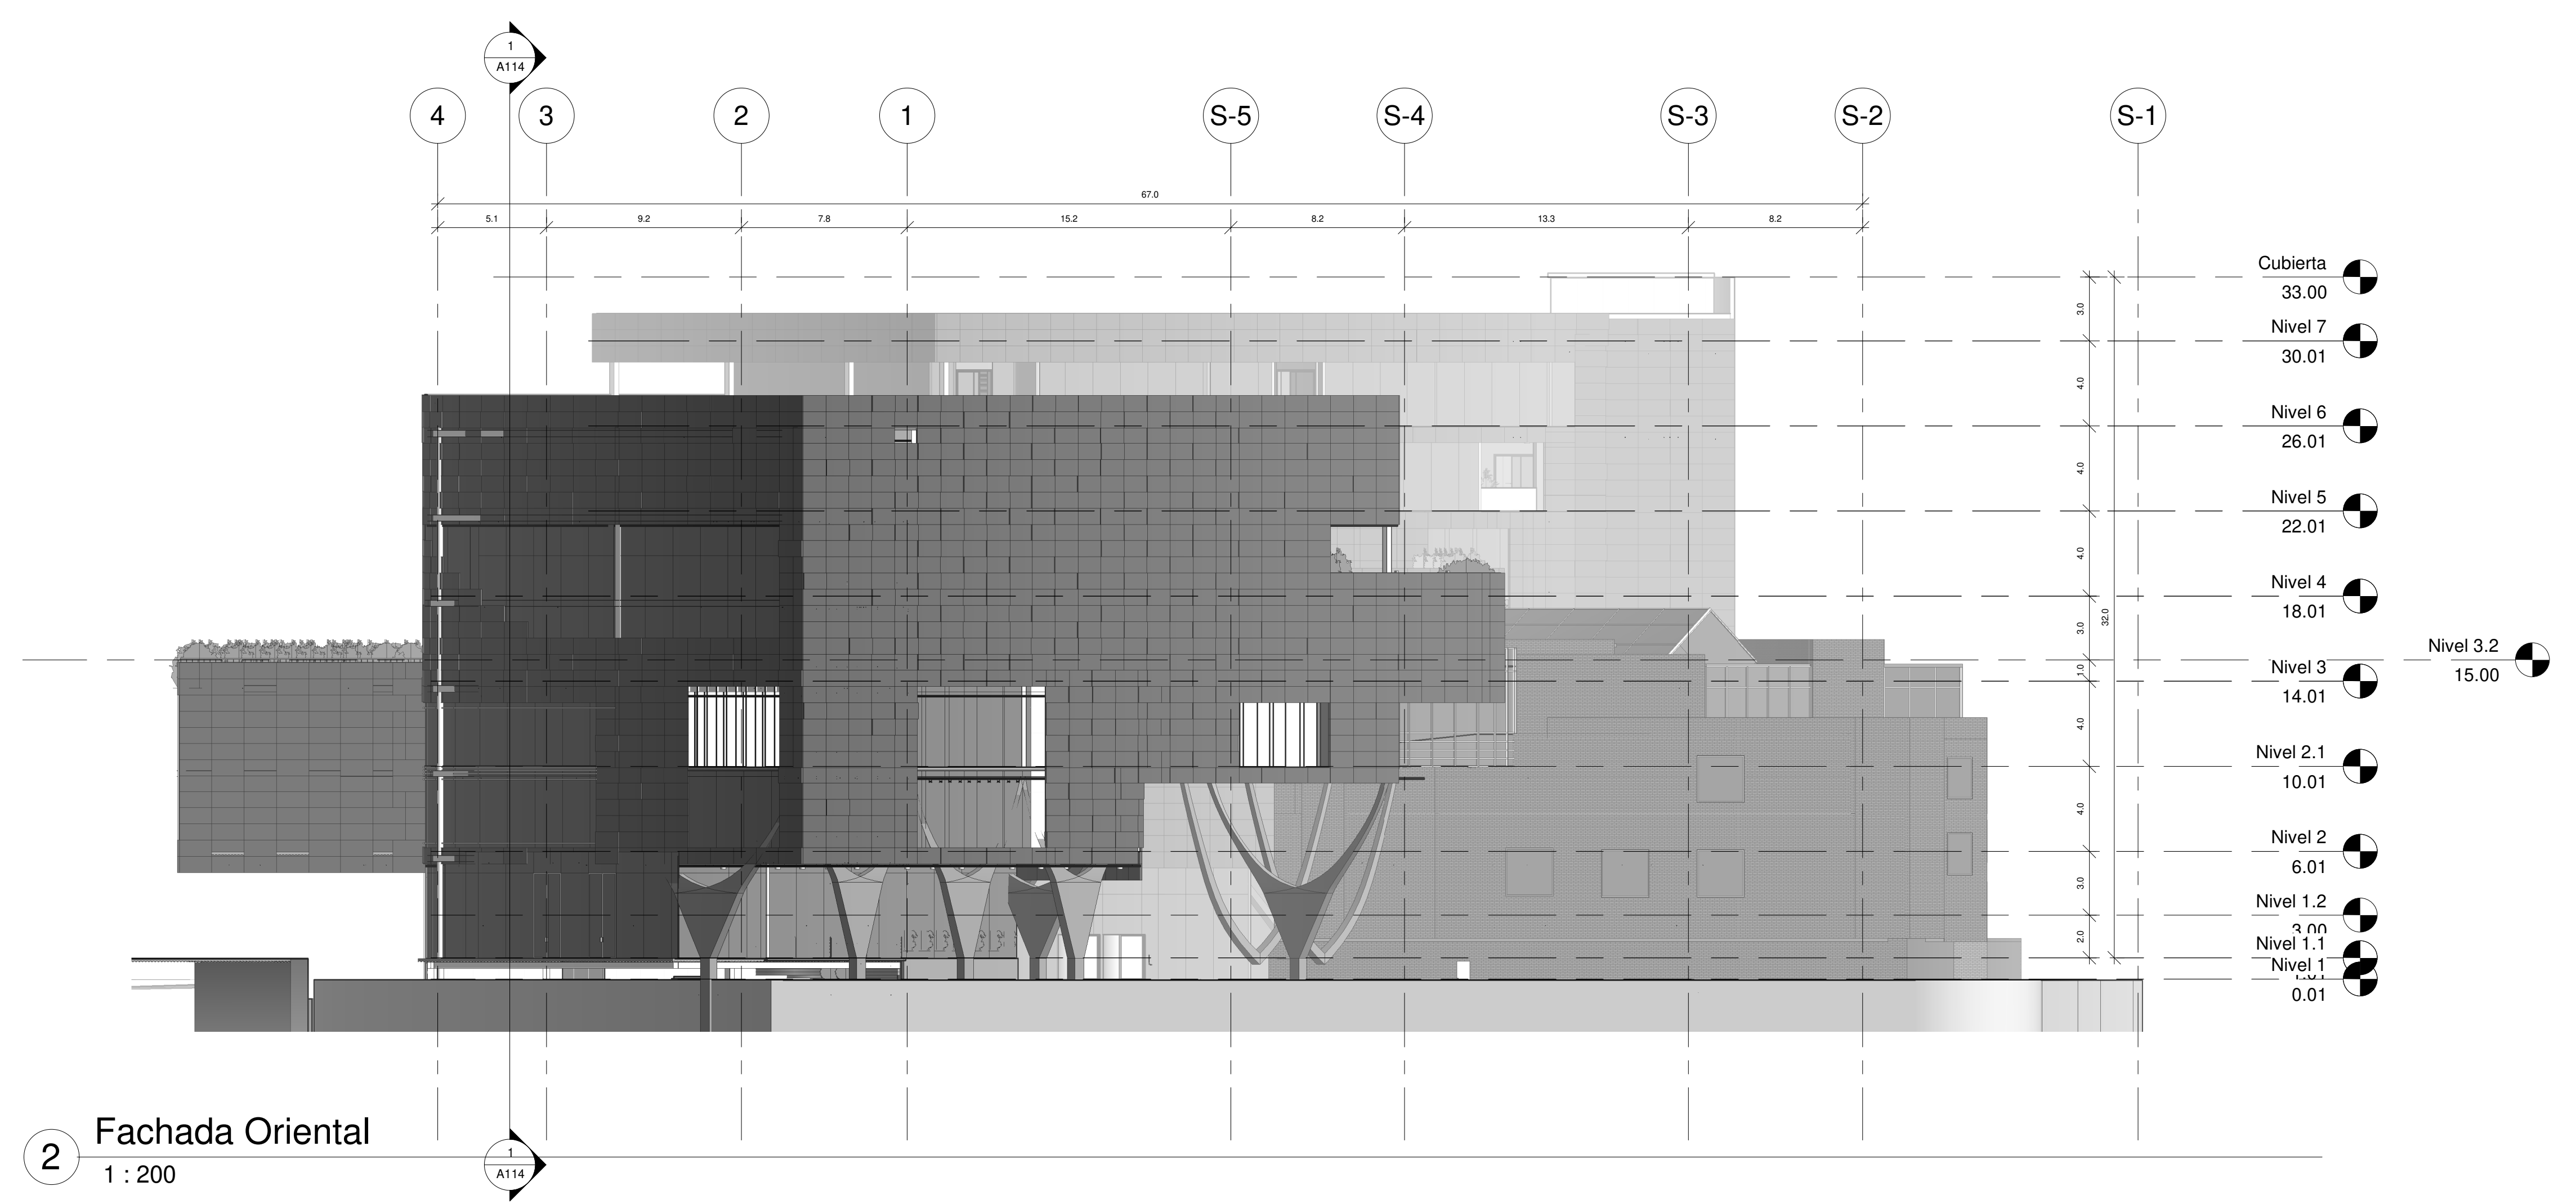 1
A114
4
3
2
1
S-5
S-4
S-3
S-2
S-1
67.0
5.1
9.2
7.8
15.2
8.2
13.3
8.2
Cubierta
33.00
3.0
Nivel 7
30.01
4.0
Nivel 6
26.01
4.0
Nivel 5
22.01
4.0
Nivel 4
18.01
3.0
32.0
Nivel 3.2
15.00
1.0
Nivel 3
14.01
4.0
Nivel 2.1
10.01
4.0
Nivel 2
6.01
3.0
Nivel 1.2
3.00
2.0
Nivel 1.1
Nivel 1
0.01
2
Fachada Oriental
1 : 200
1
A114